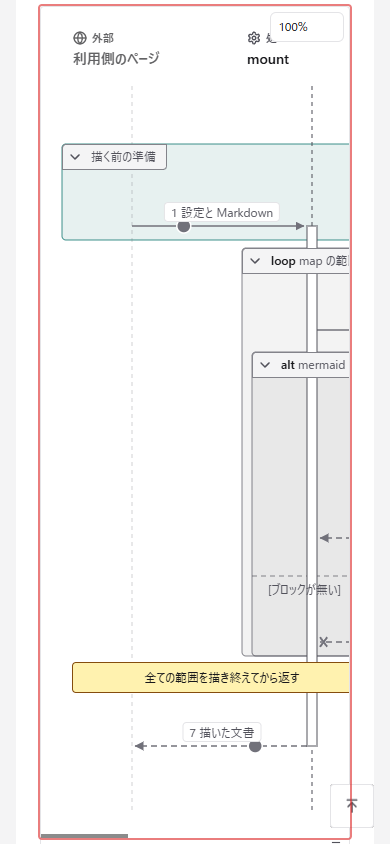 100%
外部
利用側のページ
mount
描く前の準備
1 設定と Markdown
loop map の範
alt mermaid
[ブロックが無い]
全ての範囲を描き終えてから返す
7 描いた文書